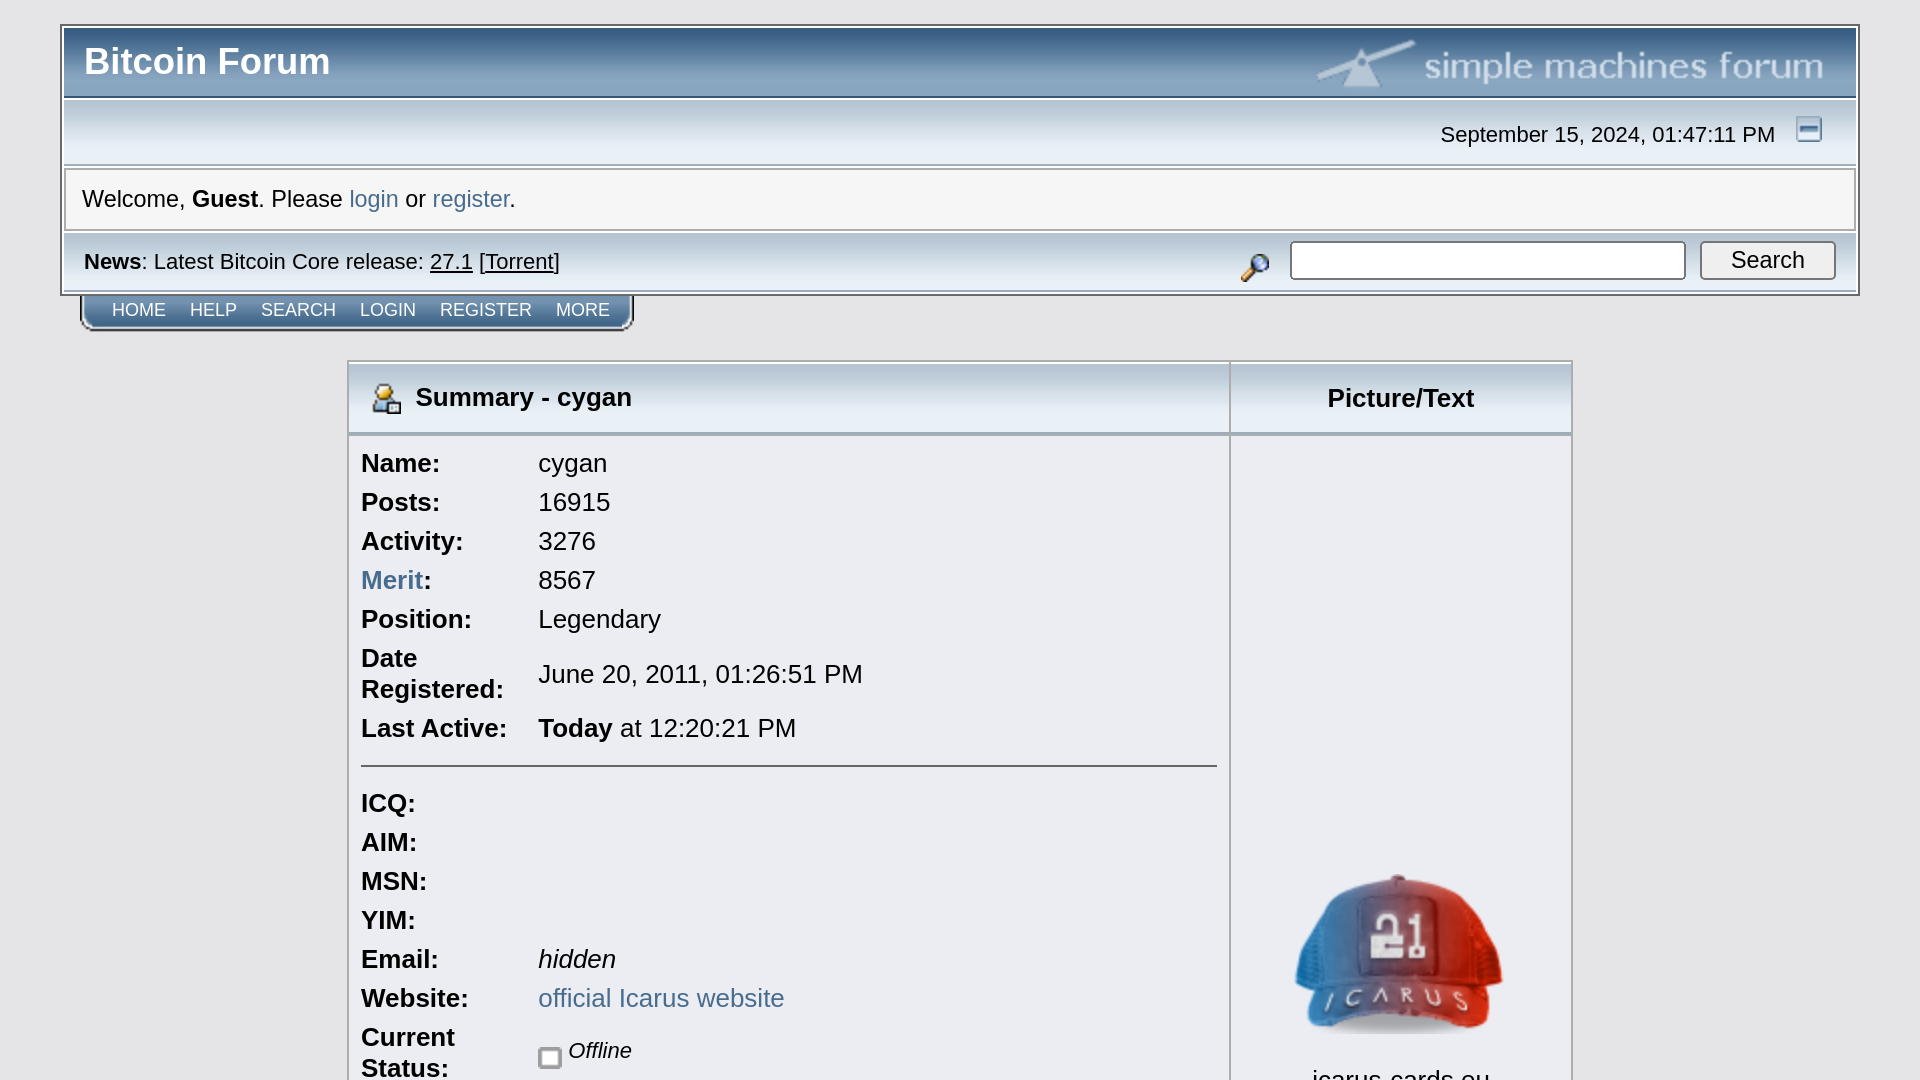 Bitcoin Forum
simple machines forum
September 15, 2024, 01:47:11 PM
Welcome, Guest. Please login or register.
News: Latest Bitcoin Core release: 27.1 [Torrent]
Search
HOME HELP SEARCH LOGIN REGISTER MORE
Summary - cygan
Picture/Text
Name: cygan
Posts: 16915
Activity: 3276
Merit: 8567
Position: Legendary
Date
Registered: June 20, 2011, 01:26:51 PM
Last Active: Today at 12:20:21 PM
ICQ:
AIM:
MSN:
YIM:
Email: hidden
Website: official Icarus website
Current
Status: Offline
21
ICARUS
icarus-cards.eu